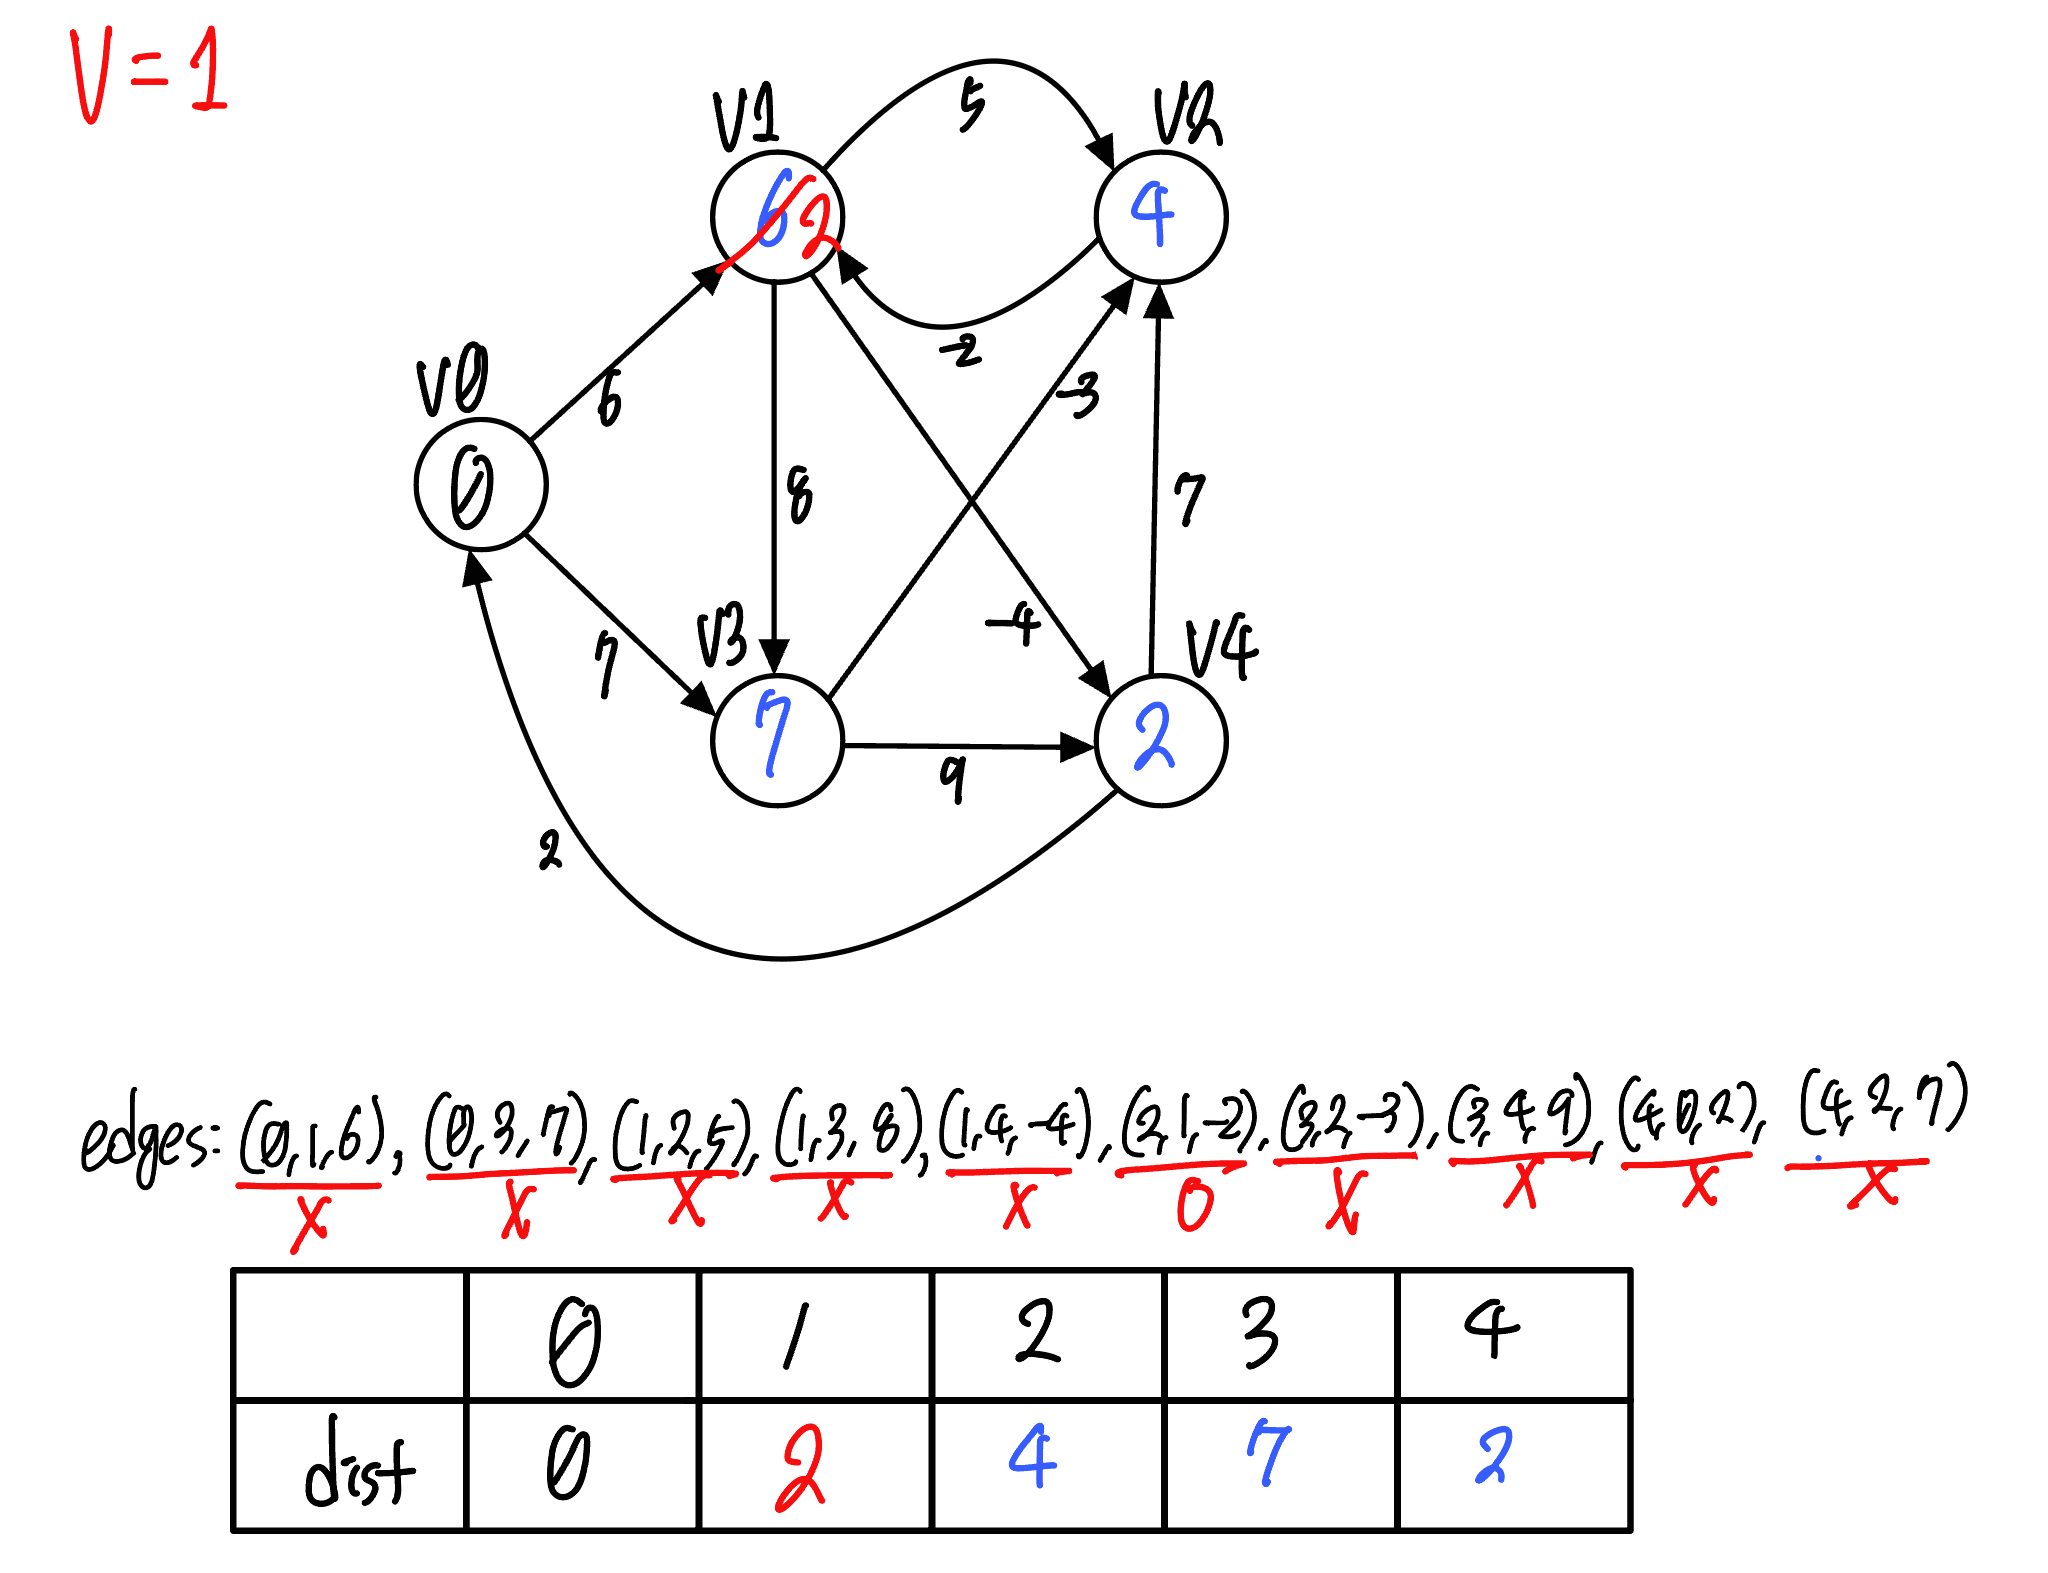 V=1
5
V1
V2
6 2
4
-2
V0
6
-3
0
8
7
-4
V3
V4
7
7
2
9
2
edges: (0,1,6), (0,3,7), (1,2,5), (1,3,8), (1,4,-4), (2,1,-2), (3,2,-3), (3,4,9), (4,0,2), (4,2,7)
X X X X X O X X X X
0 1 2 3 4
dist 0 2 4 7 2